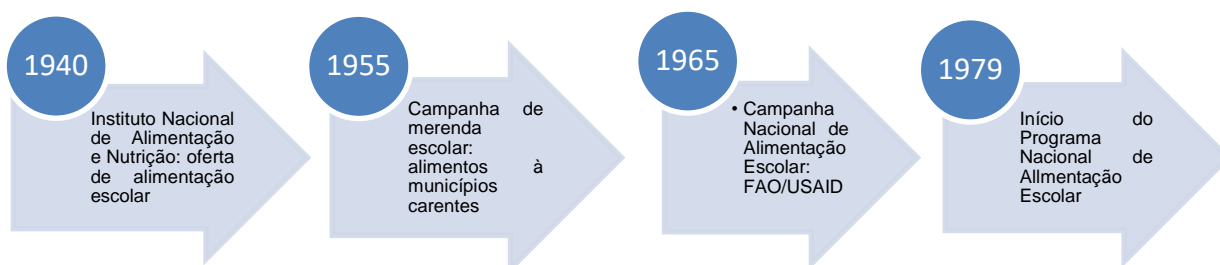 1940
Instituto Nacional
de Alimentação
e Nutrição: oferta
de alimentação
escolar
1955
Campanha de
merenda
escolar:
alimentos à
municípios
carentes
1965
• Campanha
Nacional de
Alimentação
Escolar:
FAO/USAID
1979
Início do
Programa
Nacional de
AlImentação
Escolar